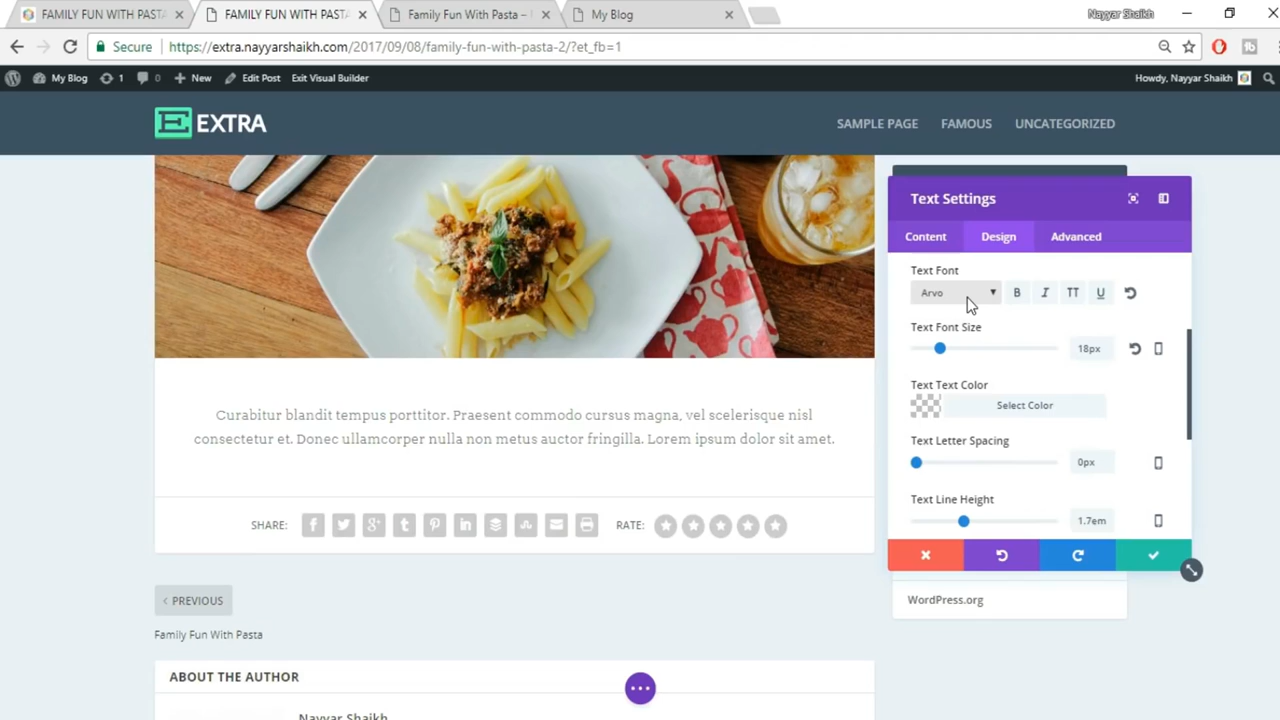 FAMILY FUN WITH PASTA
FAMILY FUN WITH PASTA
Family Fun With Pasta –
My Blog
Nayyar Shaikh
Secure
https://extra.nayyarshaikh.com/2017/09/08/family-fun-with-pasta-2/?et_fb=1
My Blog
1
0
New
Edit Post
Exit Visual Builder
Howdy, Nayyar Shaikh
E EXTRA
SAMPLE PAGE
FAMOUS
UNCATEGORIZED
Text Settings
Content
Design
Advanced
Text Font
Arvo
B
I
TT
U
Text Font Size
18px
Text Text Color
Select Color
Text Letter Spacing
0px
Text Line Height
1.7em
Curabitur blandit tempus porttitor. Praesent commodo cursus magna, vel scelerisque nisl
consectetur et. Donec ullamcorper nulla non metus auctor fringilla. Lorem ipsum dolor sit amet.
SHARE:
RATE:
WordPress.org
PREVIOUS
Family Fun With Pasta
ABOUT THE AUTHOR
Nayyar Shaikh